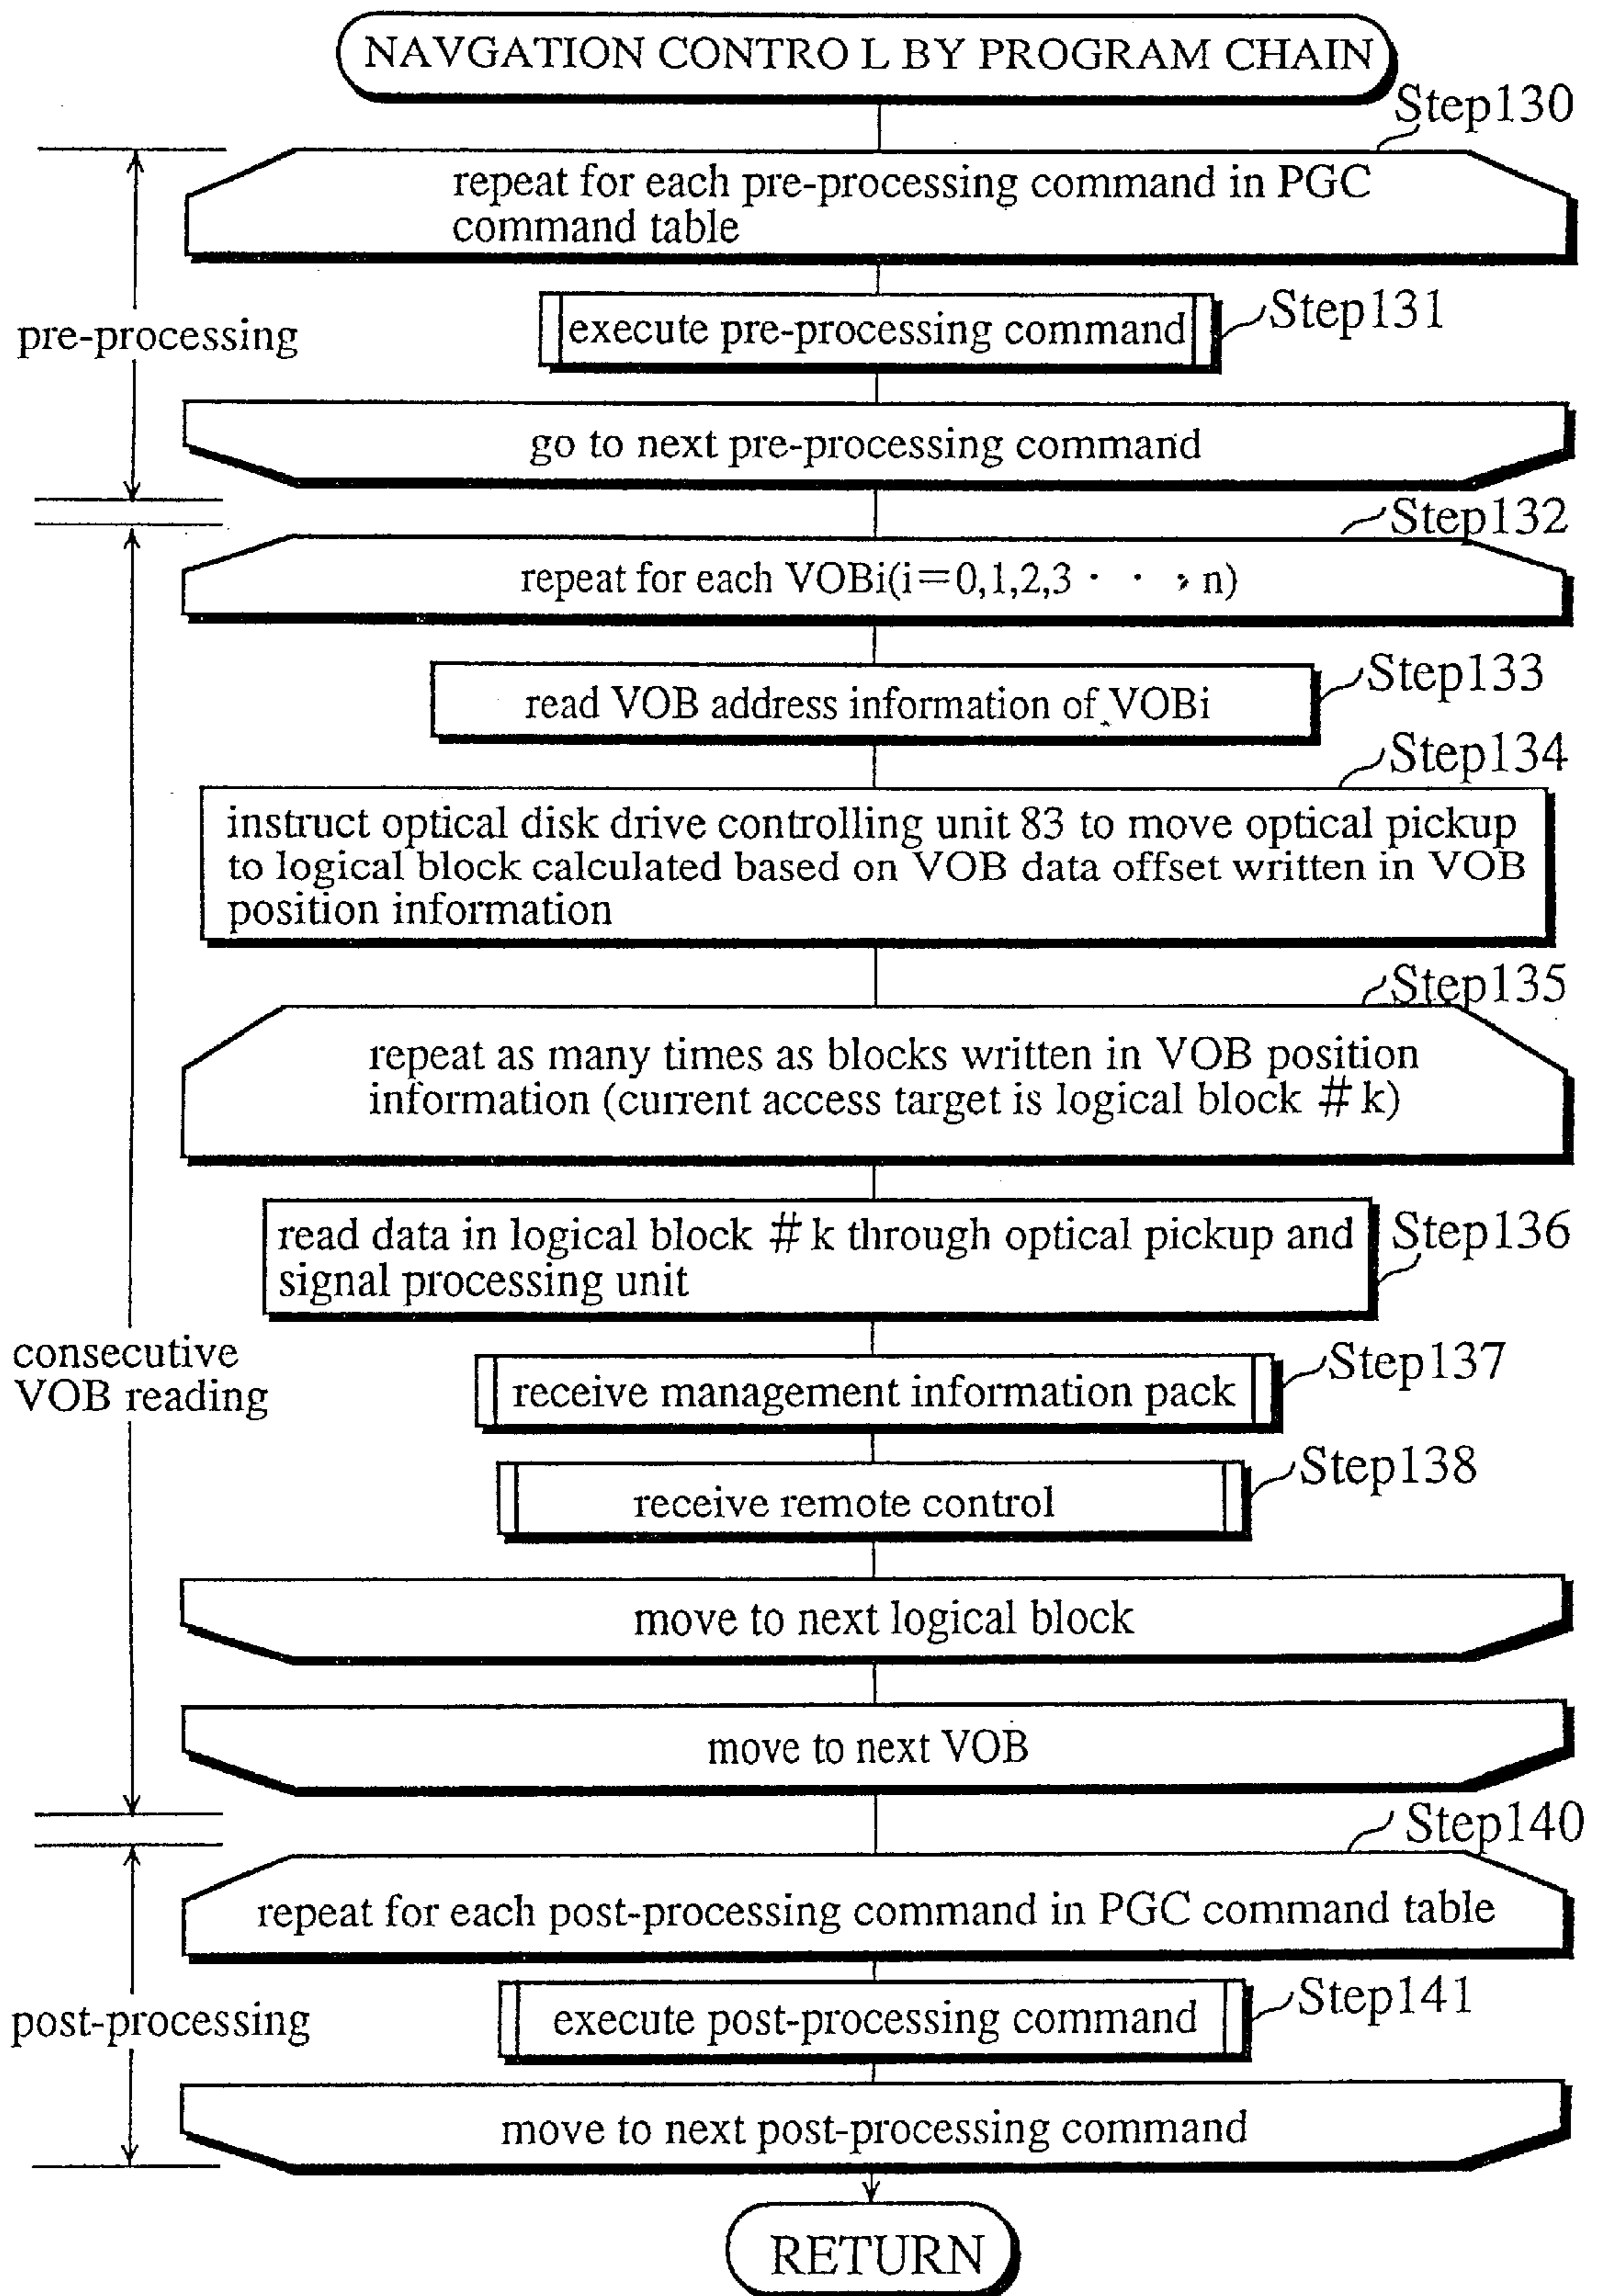 NAVGATION CONTRO L BY PROGRAM CHAIN
Step130
repeat for each pre-processing command in PGC
command table
pre-processing
execute pre-processing command
Step131
go to next pre-processing command
Step132
repeat for each VOBi(i=0,1,2,3 · · , n)
read VOB address information of VOBi
Step133
Step134
instruct optical disk drive controlling unit 83 to move optical pickup
to logical block calculated based on VOB data offset written in VOB
position information
Step135
repeat as many times as blocks written in VOB position
information (current access target is logical block #k)
read data in logical block #k through optical pickup and
signal processing unit
Step136
consecutive
VOB reading
receive management information pack
Step137
receive remote control
Step138
move to next logical block
move to next VOB
Step140
repeat for each post-processing command in PGC command table
post-processing
execute post-processing command
Step141
move to next post-processing command
RETURN